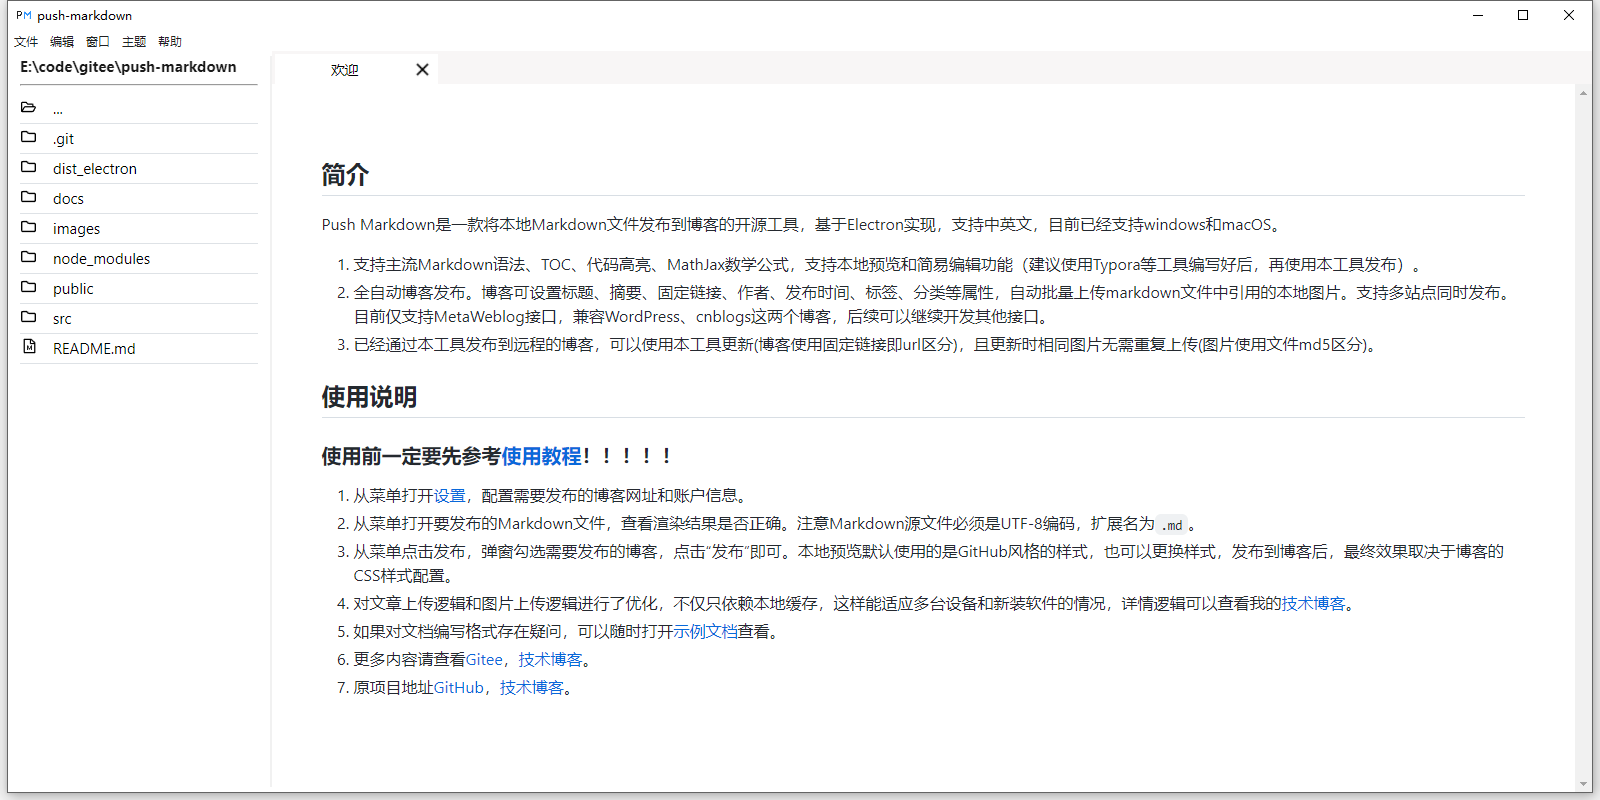 PM push-markdown
文件 编辑 窗口 主题 帮助
E:\code\gitee\push-markdown
...
.git
dist_electron
docs
images
node_modules
public
src
README.md
欢迎
简介
Push Markdown是一款将本地Markdown文件发布到博客的开源工具，基于Electron实现，支持中英文，目前已经支持windows和macOS。
1. 支持主流Markdown语法、TOC、代码高亮、MathJax数学公式，支持本地预览和简易编辑功能（建议使用Typora等工具编写好后，再使用本工具发布）。
2. 全自动博客发布。博客可设置标题、摘要、固定链接、作者、发布时间、标签、分类等属性，自动批量上传markdown文件中引用的本地图片。支持多站点同时发布。
目前仅支持MetaWeblog接口，兼容WordPress、cnblogs这两个博客，后续可以继续开发其他接口。
3. 已经通过本工具发布到远程的博客，可以使用本工具更新(博客使用固定链接即url区分)，且更新时相同图片无需重复上传(图片使用文件md5区分)。
使用说明
使用前一定要先参考使用教程！！！！！
1. 从菜单打开设置，配置需要发布的博客网址和账户信息。
2. 从菜单打开要发布的Markdown文件，查看渲染结果是否正确。注意Markdown源文件必须是UTF-8编码，扩展名为 .md 。
3. 从菜单点击发布，弹窗勾选需要发布的博客，点击“发布”即可。本地预览默认使用的是GitHub风格的样式，也可以更换样式，发布到博客后，最终效果取决于博客的
CSS样式配置。
4. 对文章上传逻辑和图片上传逻辑进行了优化，不仅只依赖本地缓存，这样能适应多台设备和新装软件的情况，详情逻辑可以查看我的技术博客。
5. 如果对文档编写格式存在疑问，可以随时打开示例文档查看。
6. 更多内容请查看Gitee，技术博客。
7. 原项目地址GitHub，技术博客。